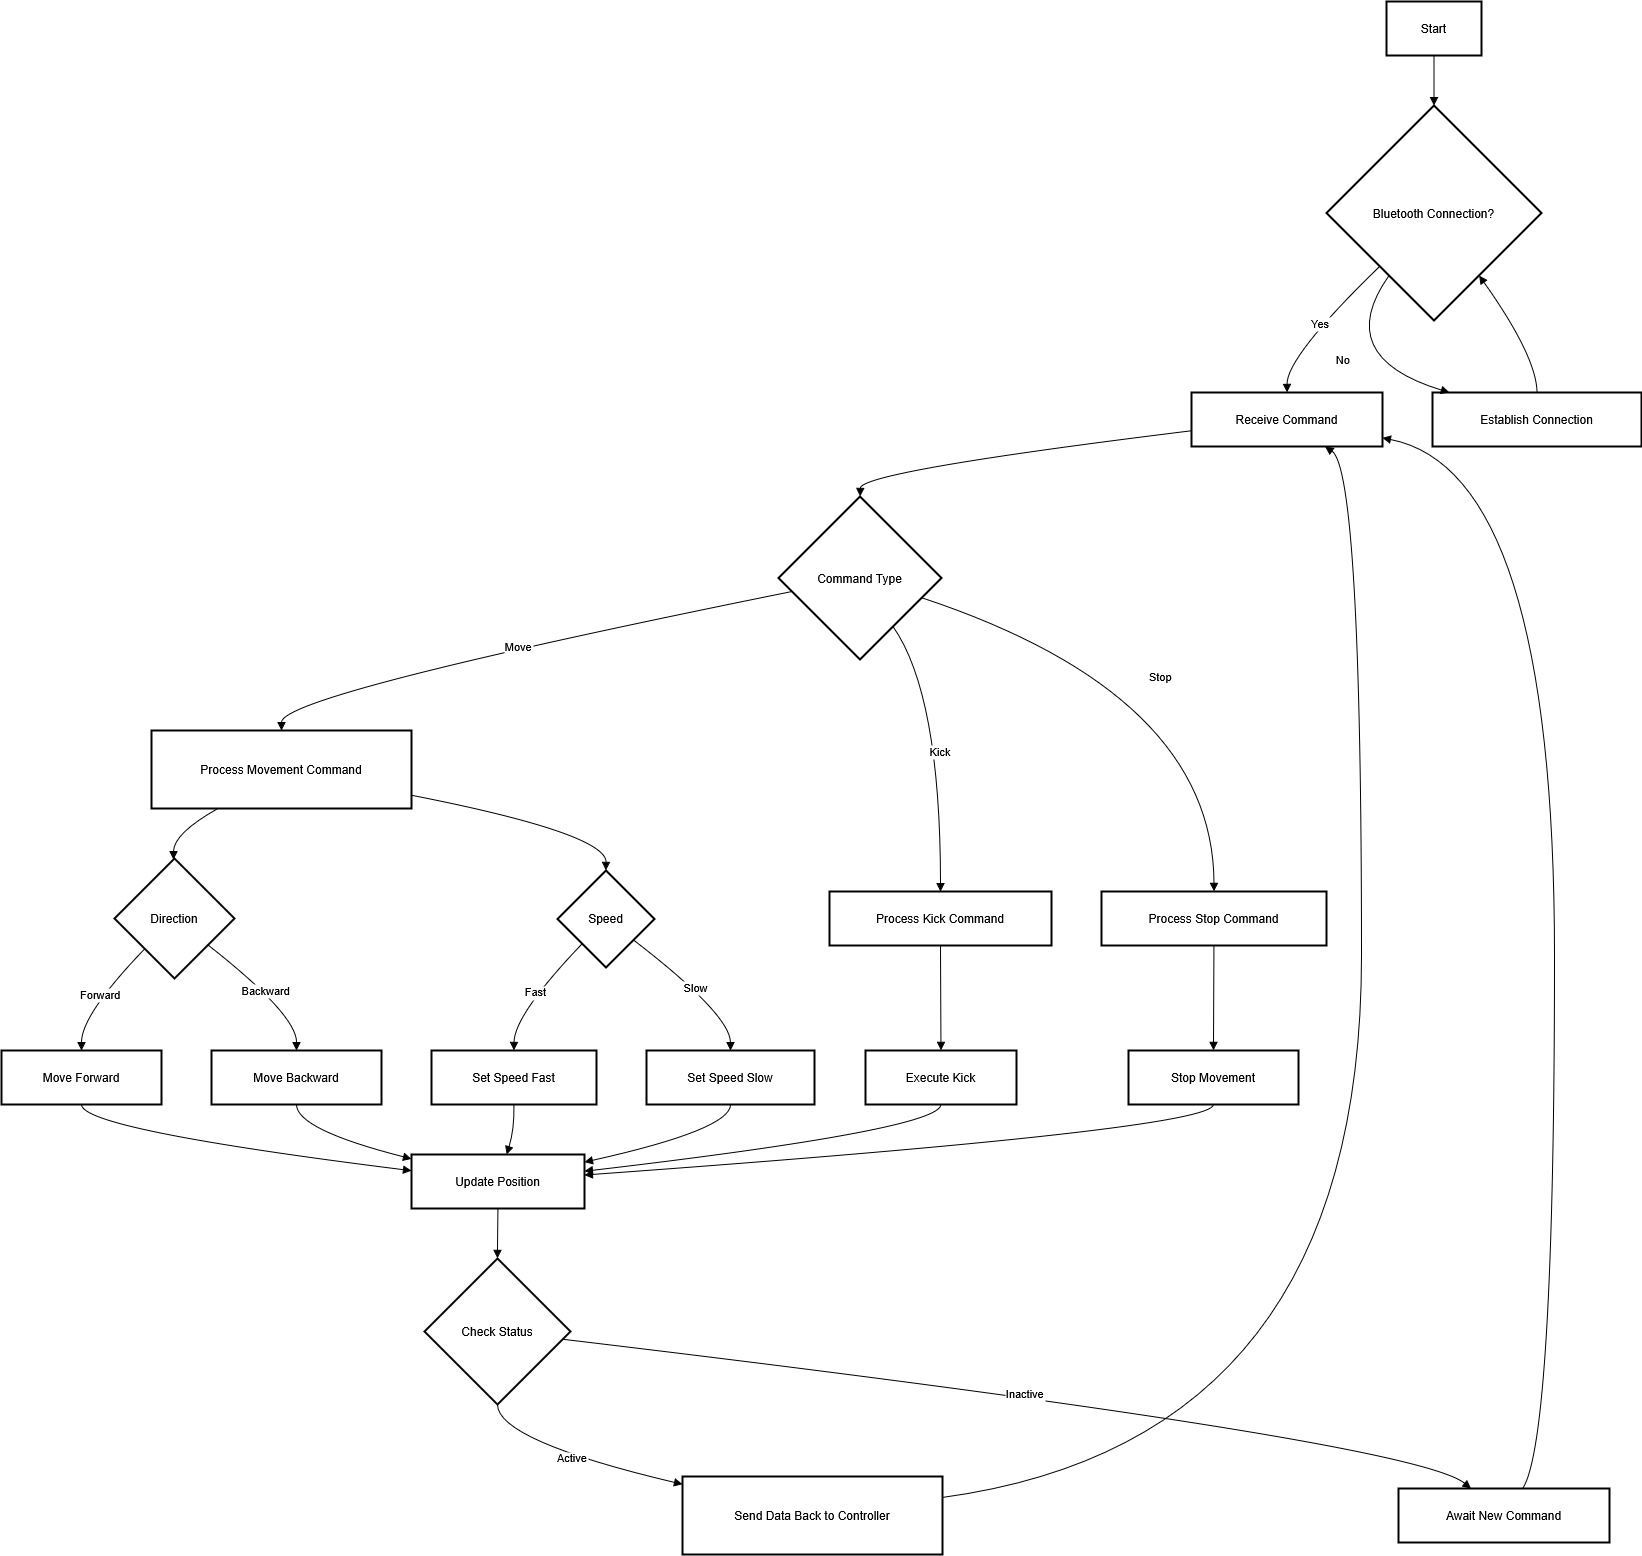 Start
Bluetooth Connection?
Yes
No
Receive Command
Establish Connection
Command Type
Move
Stop
Kick
Process Movement Command
Direction
Speed
Process Kick Command
Process Stop Command
Forward
Backward
Fast
Slow
Move Forward
Move Backward
Set Speed Fast
Set Speed Slow
Execute Kick
Stop Movement
Update Position
Check Status
Inactive
Active
Send Data Back to Controller
Await New Command